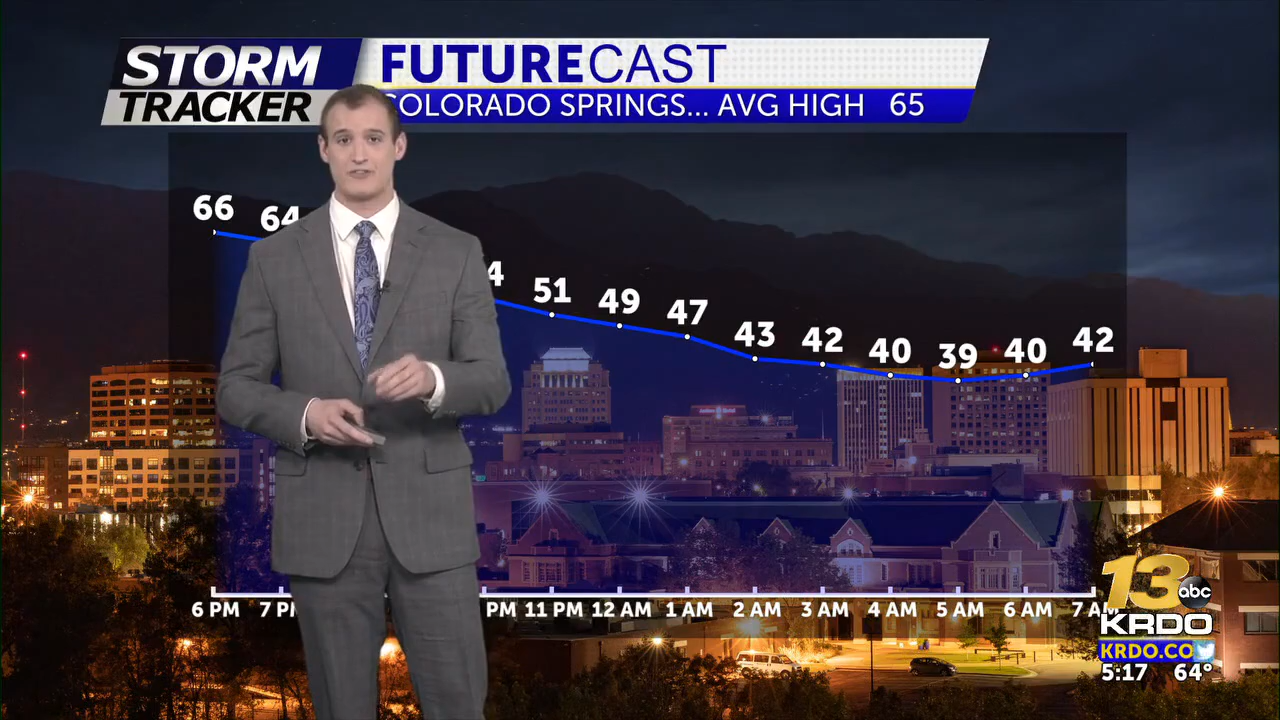 STORM
TRACKER
FUTURECAST
COLORADO SPRINGS... AVG HIGH 65
66 64 51 49 47 43 42 40 39 40 42
6 PM PM 11 PM 12 AM 1 AM 2 AM 3 AM 4 AM 5 AM 6 AM 7 AM
13 abc
KRDO
KRDO.CO
5:17 64°